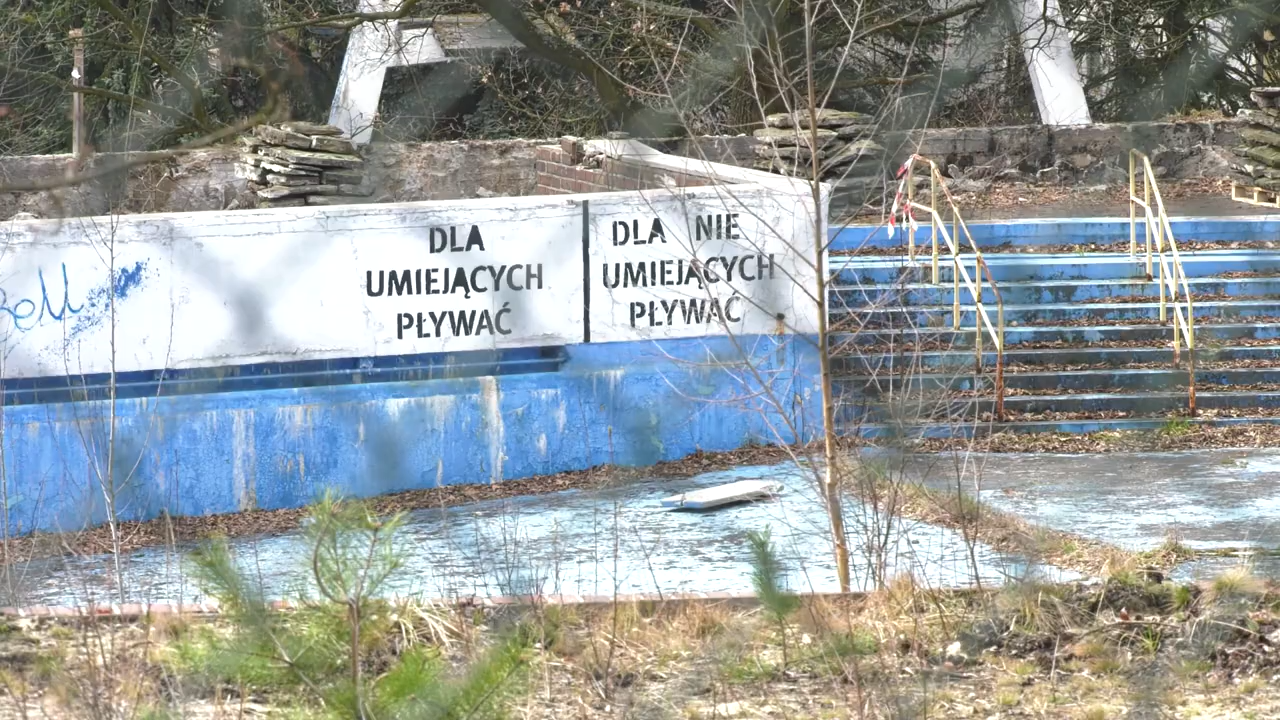 DLA
UMIEJĄCYCH
PŁYWAĆ
DLA NIE
UMIEJĄCYCH
PŁYWAĆ